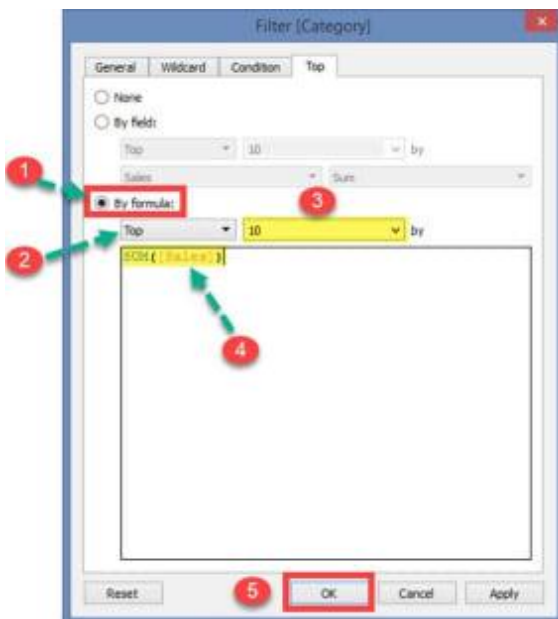 Filter [Category]
General Wildcard Condition Top
None
By field:
Top 10 by
Sales Sum
1
By formula:
3
2
Top 10 by
SUM([Sales])
4
5
Reset OK Cancel Apply